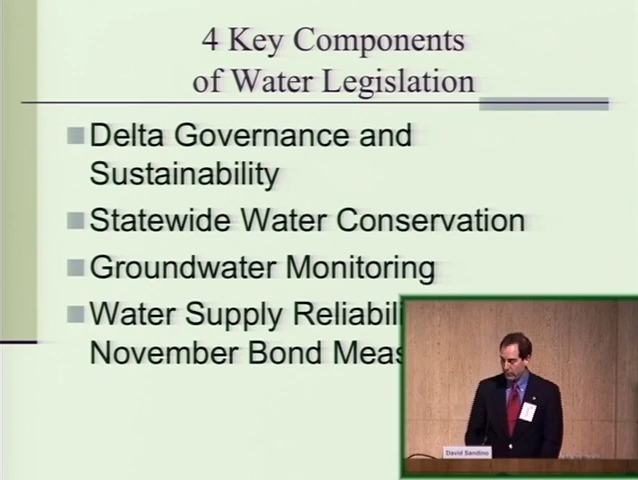 4 Key Components
of Water Legislation
Delta Governance and
Sustainability
Statewide Water Conservation
Groundwater Monitoring
Water Supply Reliabili
November Bond Meas
David Sandino